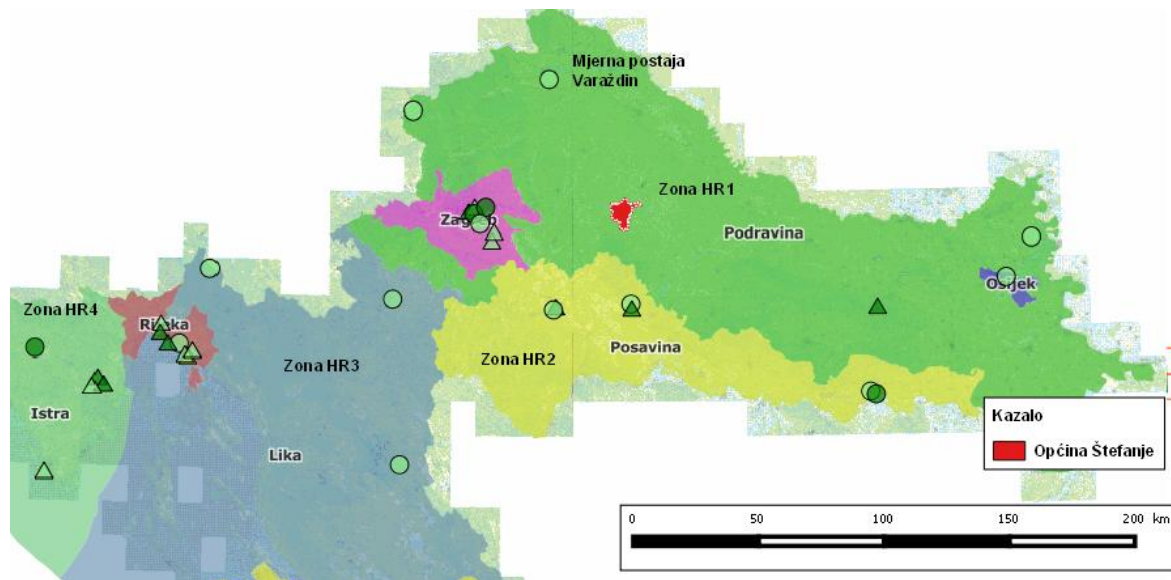 Mjerna postaja
Varaždin
Zona HR1
Zagreb
Podravina
Osijek
Zona HR4
Rijeka
Zona HR3
Zona HR2
Posavina
Istra
Lika
Kazalo
Općina Štefanje
0 50 100 150 200 km